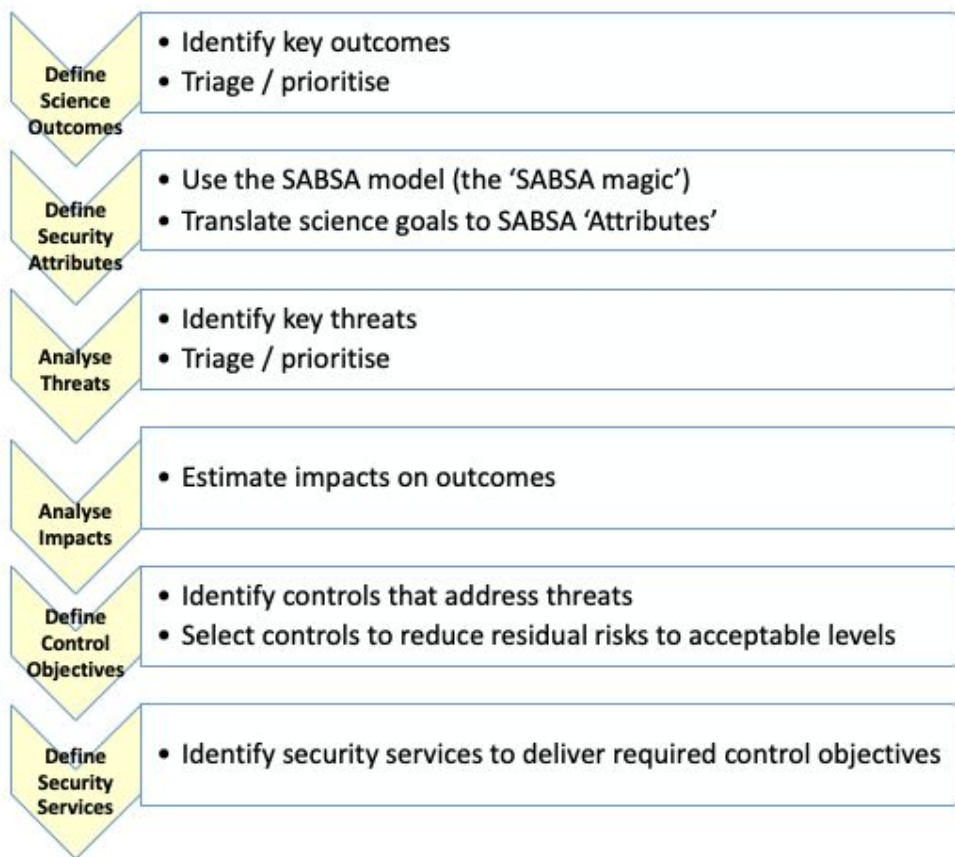 Define
Science
Outcomes
• Identify key outcomes
• Triage / prioritise
Define
Security
Attributes
• Use the SABSA model (the ‘SABSA magic’)
• Translate science goals to SABSA ‘Attributes’
Analyse
Threats
• Identify key threats
• Triage / prioritise
Analyse
Impacts
• Estimate impacts on outcomes
Define
Control
Objectives
• Identify controls that address threats
• Select controls to reduce residual risks to acceptable levels
Define
Security
Services
• Identify security services to deliver required control objectives